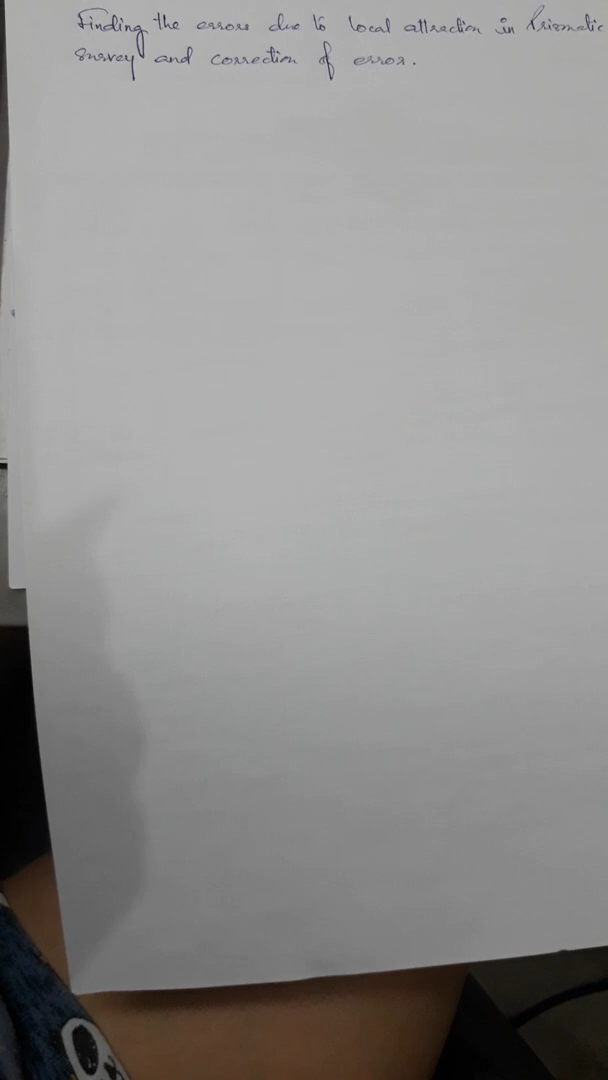 Finding the errors due to local attraction in Prismatic
Survey and correction of error.